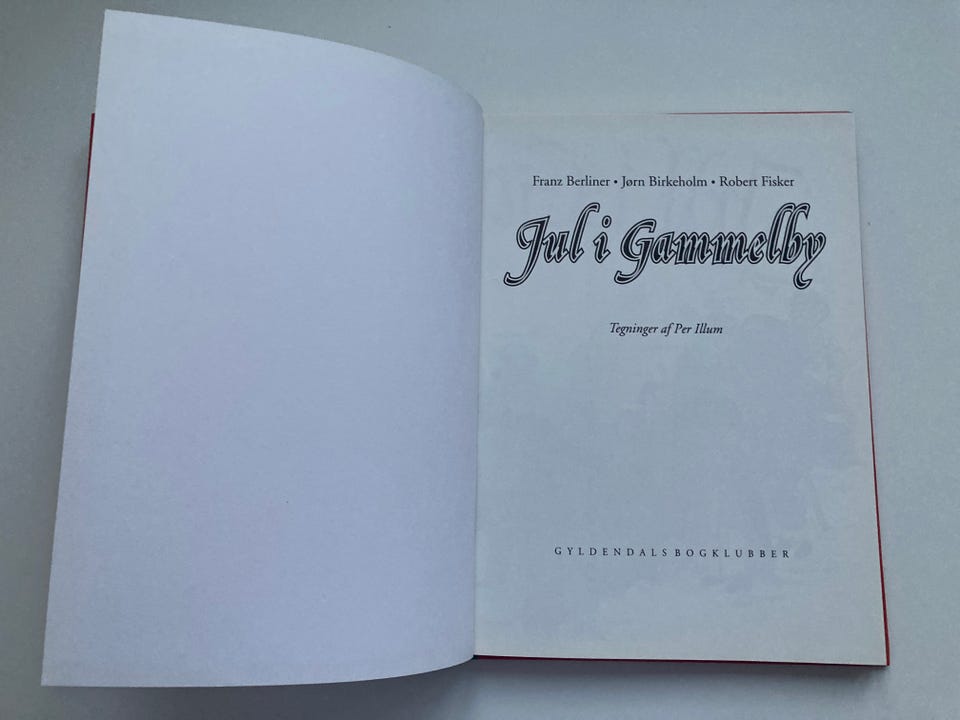 Franz Berliner • Jørn Birkeholm • Robert Fisker
Jul i Gammelby
Tegninger af Per Illum
GYLDENDALS BOGKLUBBER